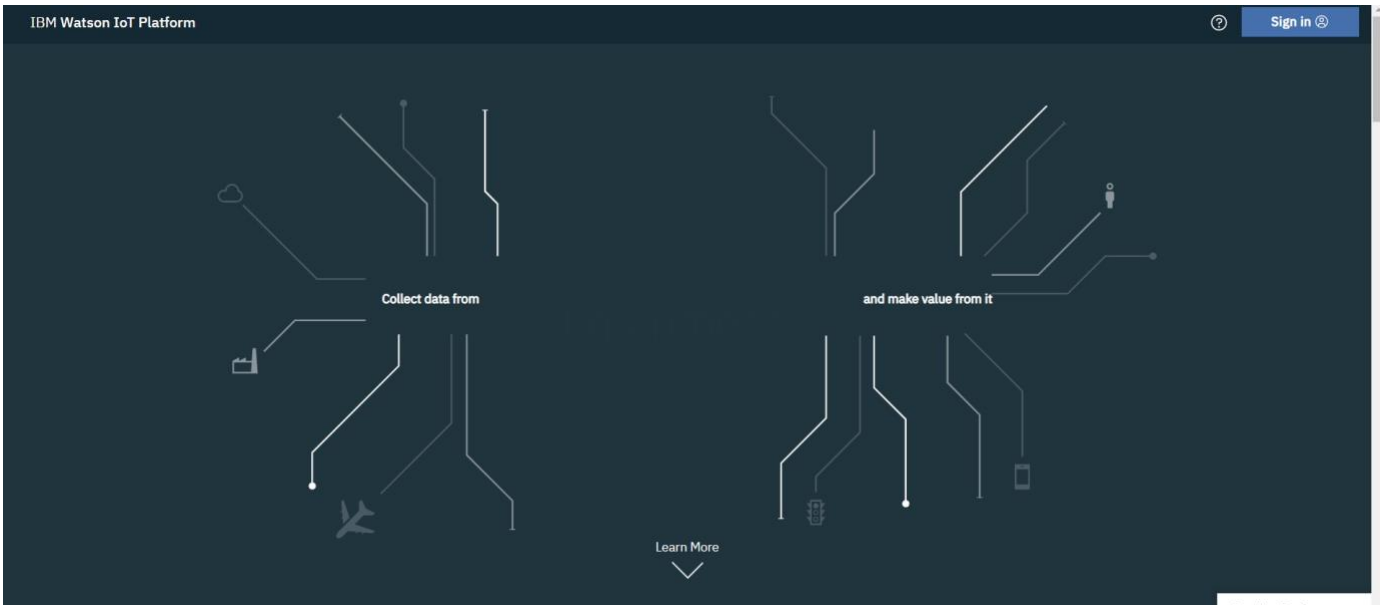 IBM Watson IoT Platform
Sign in
Collect data from
and make value from it
Learn More